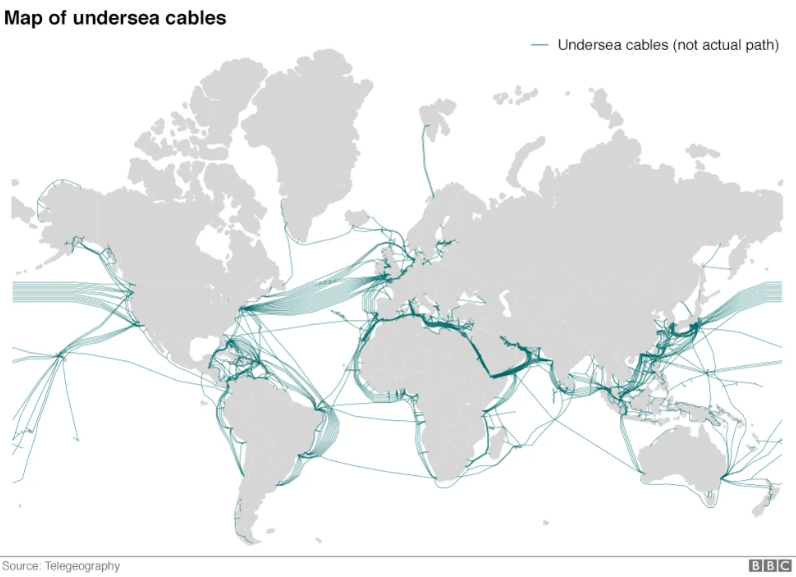 Map of undersea cables
Undersea cables (not actual path)
Source: Telegeography
BBC